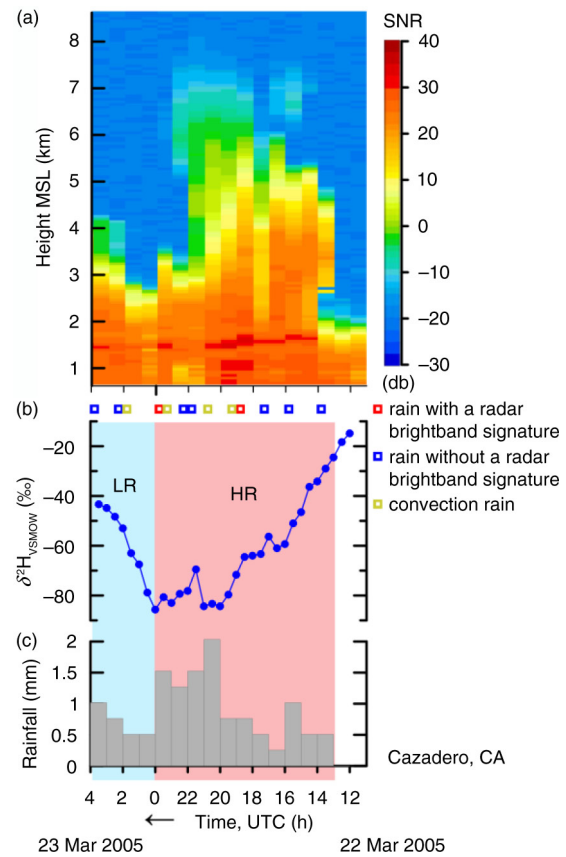 (a)
SNR
Height MSL (km)
8
7
6
5
4
3
2
1
40
30
20
10
0
−10
−20
−30
(db)
(b)
rain with a radar
brightband signature
rain without a radar
brightband signature
convection rain
δ²H_VSMOW (‰)
−20
−40
−60
−80
LR
HR
(c)
Rainfall (mm)
2
1.5
1
0.5
0
Cazadero, CA
4 2 0 22 20 18 16 14 12
← Time, UTC (h)
23 Mar 2005 22 Mar 2005